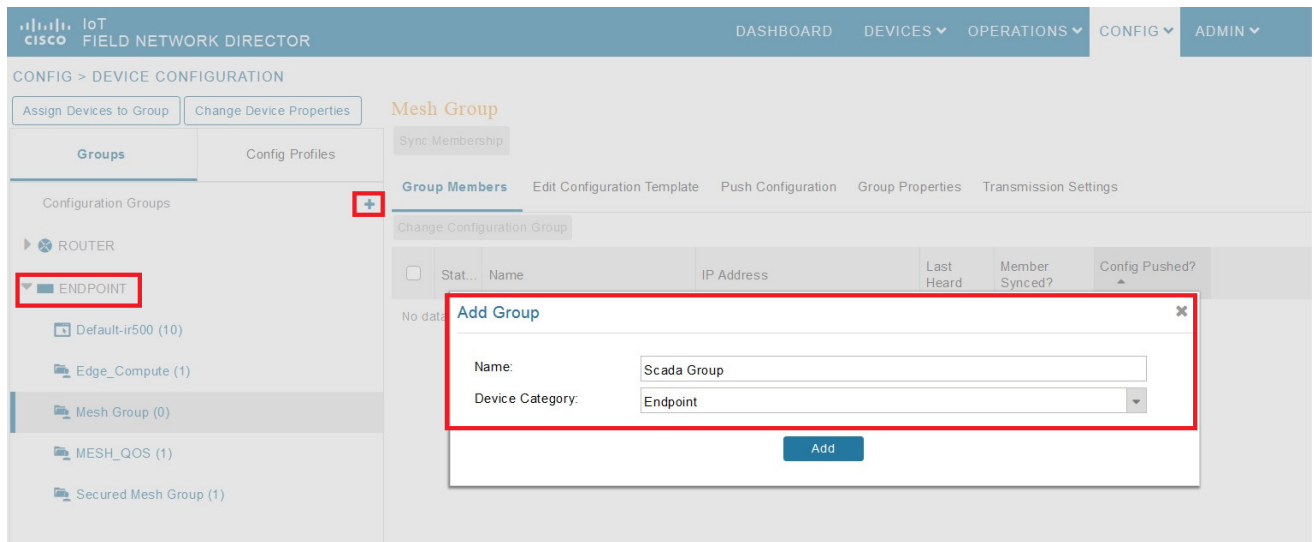 IoT
CISCO FIELD NETWORK DIRECTOR
DASHBOARD DEVICES OPERATIONS CONFIG ADMIN
CONFIG > DEVICE CONFIGURATION
Assign Devices to Group Change Device Properties
Mesh Group
Sync Membership
Groups Config Profiles
Group Members Edit Configuration Template Push Configuration Group Properties Transmission Settings
Configuration Groups +
Change Configuration Group
ROUTER
Stat... Name IP Address Last Heard Member Synced? Config Pushed?
ENDPOINT
No data
Add Group
Default-ir500 (10)
Name: Scada Group
Edge_Compute (1)
Device Category: Endpoint
Mesh Group (0)
Add
MESH_QOS (1)
Secured Mesh Group (1)